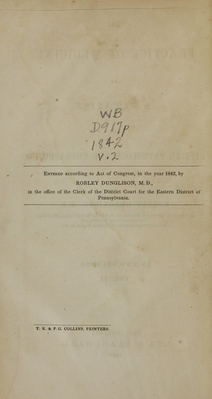 WB
D917p
1842
v.2
Entered according to Act of Congress, in the year 1842, by
ROBLEY DUNGLISON, M. D.,
in the office of the Clerk of the District Court for the Eastern District of
Pennsylvania.
T. K. & P. G. COLLINS, PRINTERS